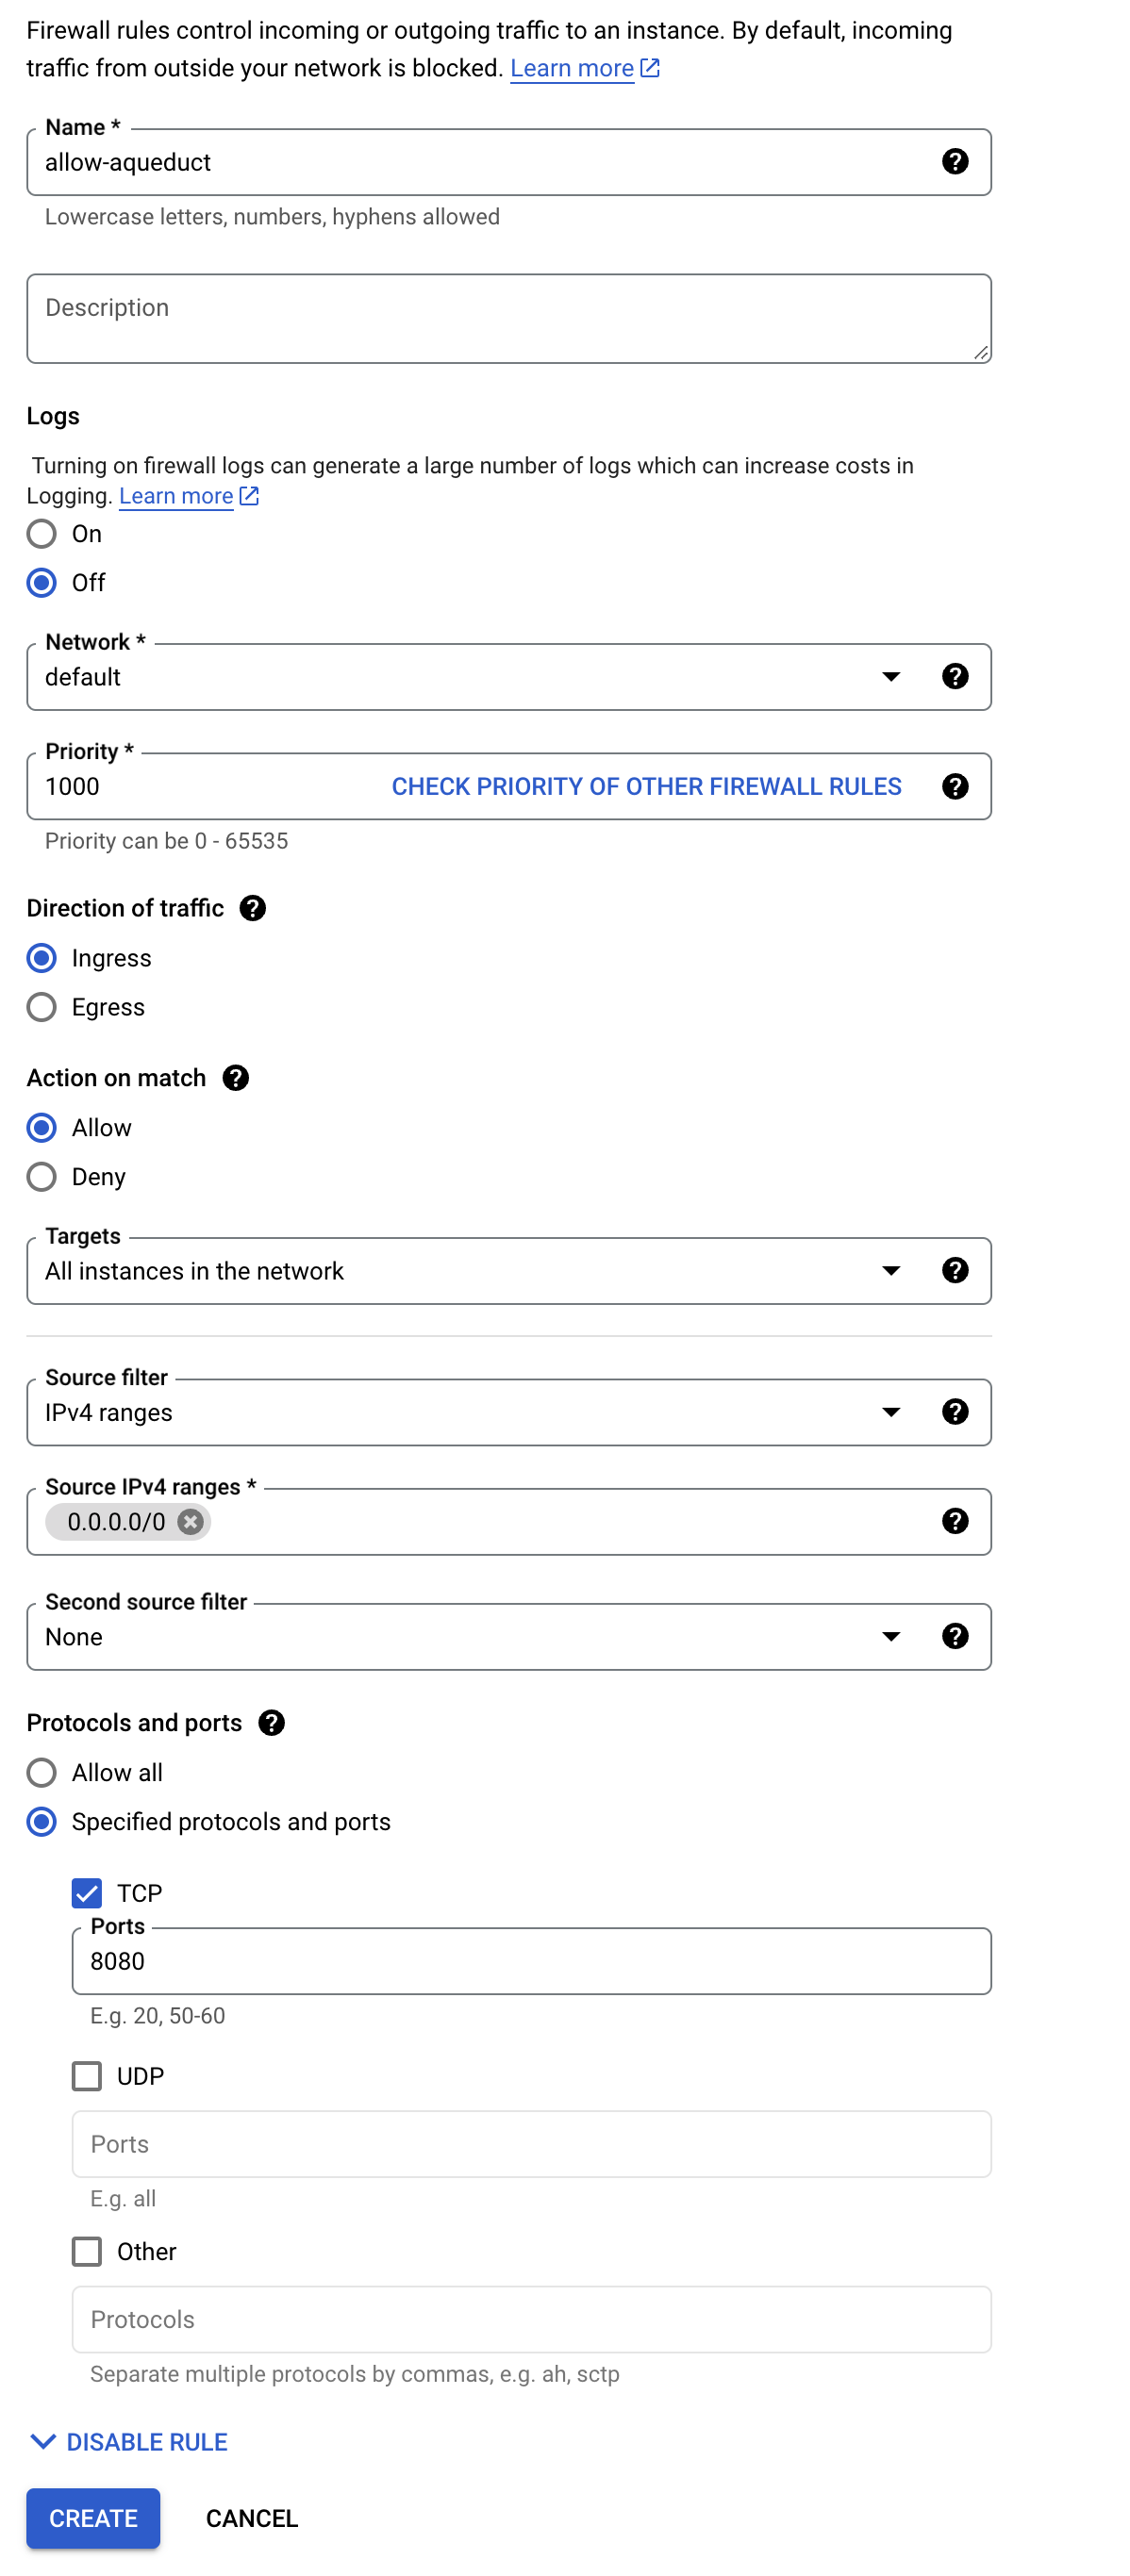 Firewall rules control incoming or outgoing traffic to an instance. By default, incoming
traffic from outside your network is blocked. Learn more
Name *
allow-aqueduct
Lowercase letters, numbers, hyphens allowed
Description
Logs
Turning on firewall logs can generate a large number of logs which can increase costs in
Logging. Learn more
On
Off
Network *
default
Priority *
1000 CHECK PRIORITY OF OTHER FIREWALL RULES
Priority can be 0 - 65535
Direction of traffic
Ingress
Egress
Action on match
Allow
Deny
Targets
All instances in the network
Source filter
IPv4 ranges
Source IPv4 ranges *
0.0.0.0/0
Second source filter
None
Protocols and ports
Allow all
Specified protocols and ports
TCP
Ports
8080
E.g. 20, 50-60
UDP
Ports
E.g. all
Other
Protocols
Separate multiple protocols by commas, e.g. ah, sctp
DISABLE RULE
CREATE CANCEL